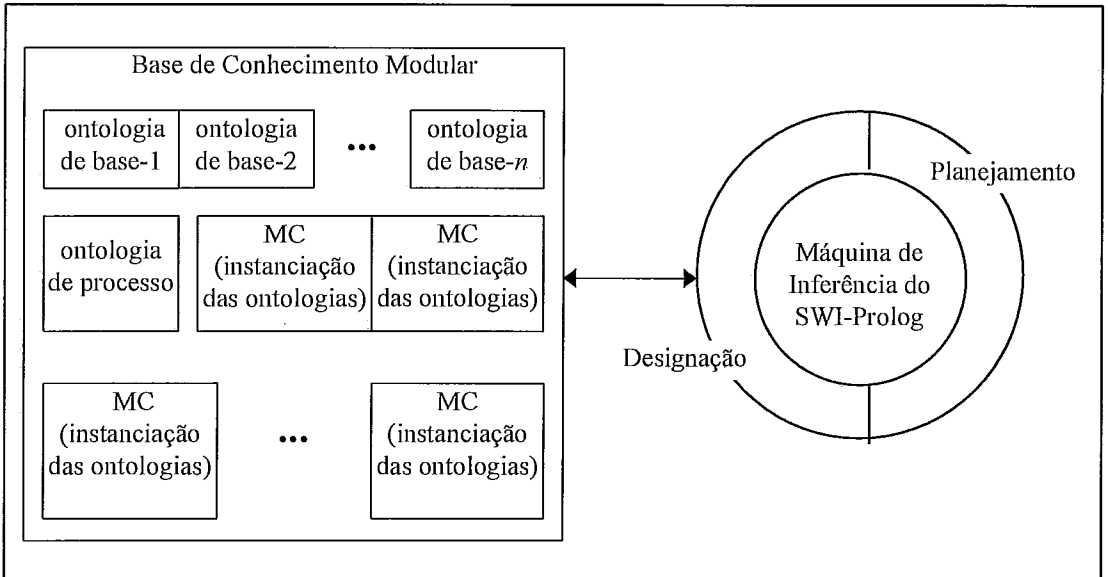 Base de Conhecimento Modular
ontologia
de base-1
ontologia
de base-2
...
ontologia
de base-n
ontologia
de processo
MC
(instanciação
das ontologias)
MC
(instanciação
das ontologias)
MC
(instanciação
das ontologias)
...
MC
(instanciação
das ontologias)
Planejamento
Máquina de
Inferência do
SWI-Prolog
Designação